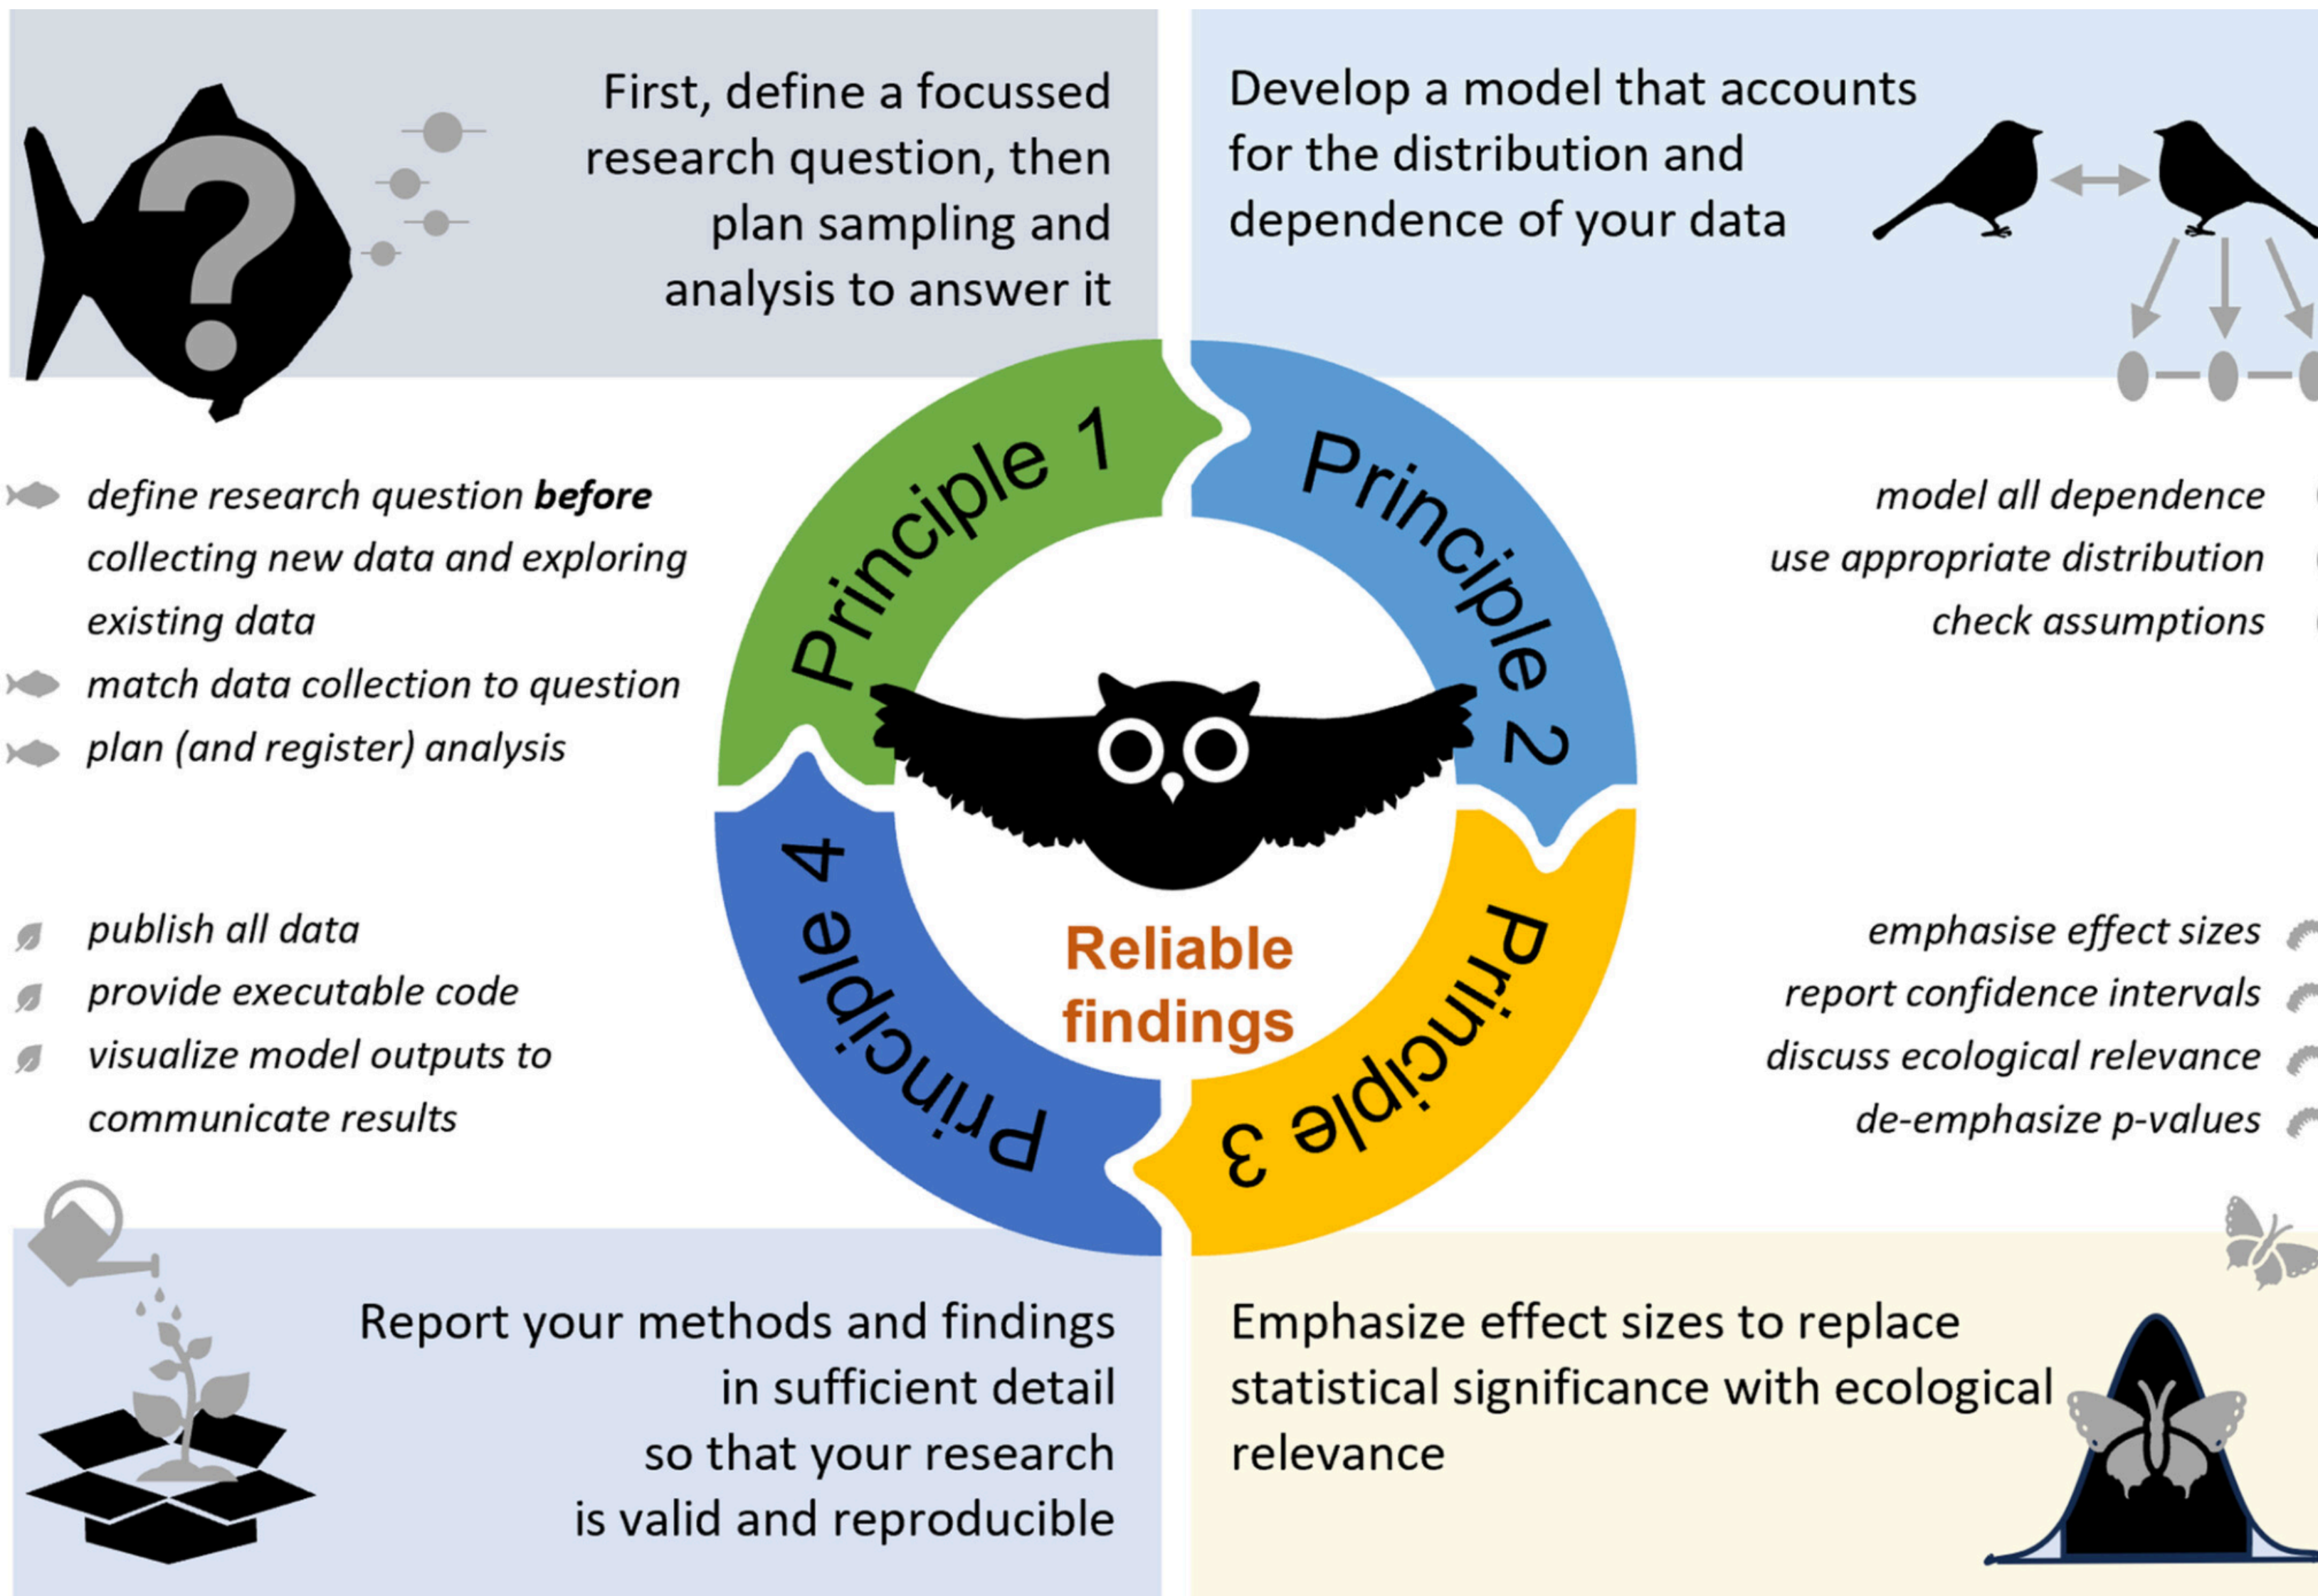 First, define a focussed
research question, then
plan sampling and
analysis to answer it
Develop a model that accounts
for the distribution and
dependence of your data
?
Principle 1
Principle 2
define research question before
collecting new data and exploring
existing data
match data collection to question
plan (and register) analysis
model all dependence
use appropriate distribution
check assumptions
Principle 4
Principle 3
Reliable
findings
publish all data
provide executable code
visualize model outputs to
communicate results
emphasise effect sizes
report confidence intervals
discuss ecological relevance
de-emphasize p-values
Report your methods and findings
in sufficient detail
so that your research
is valid and reproducible
Emphasize effect sizes to replace
statistical significance with ecological
relevance